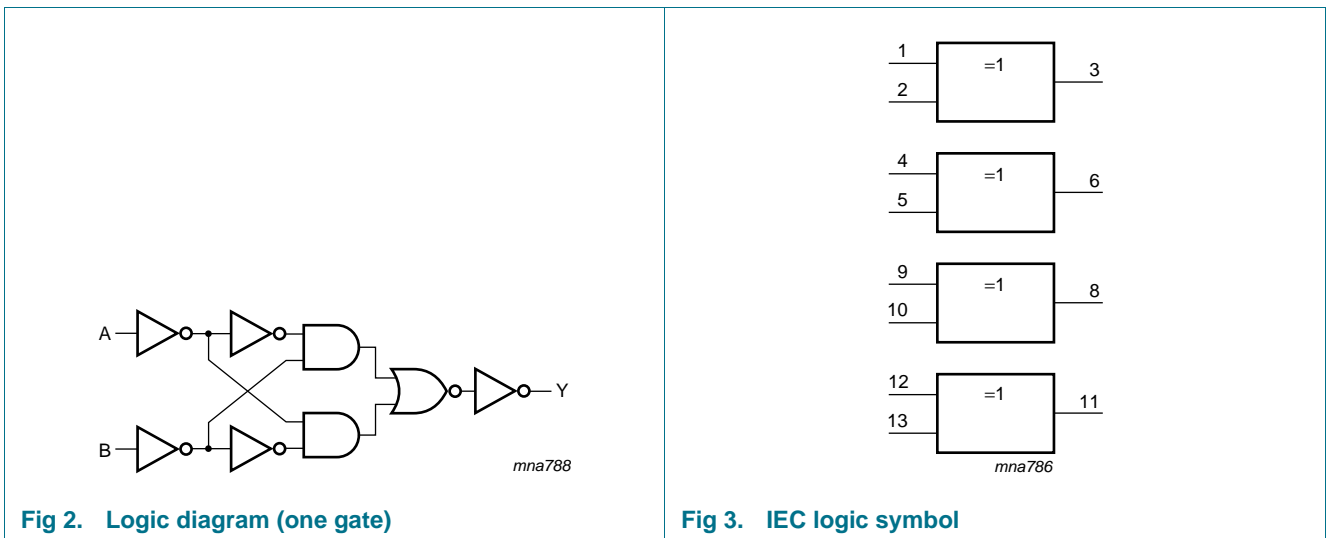 A
B
Y
mna788
Fig 2. Logic diagram (one gate)
1
2
=1
3
4
5
=1
6
9
10
=1
8
12
13
=1
11
mna786
Fig 3. IEC logic symbol